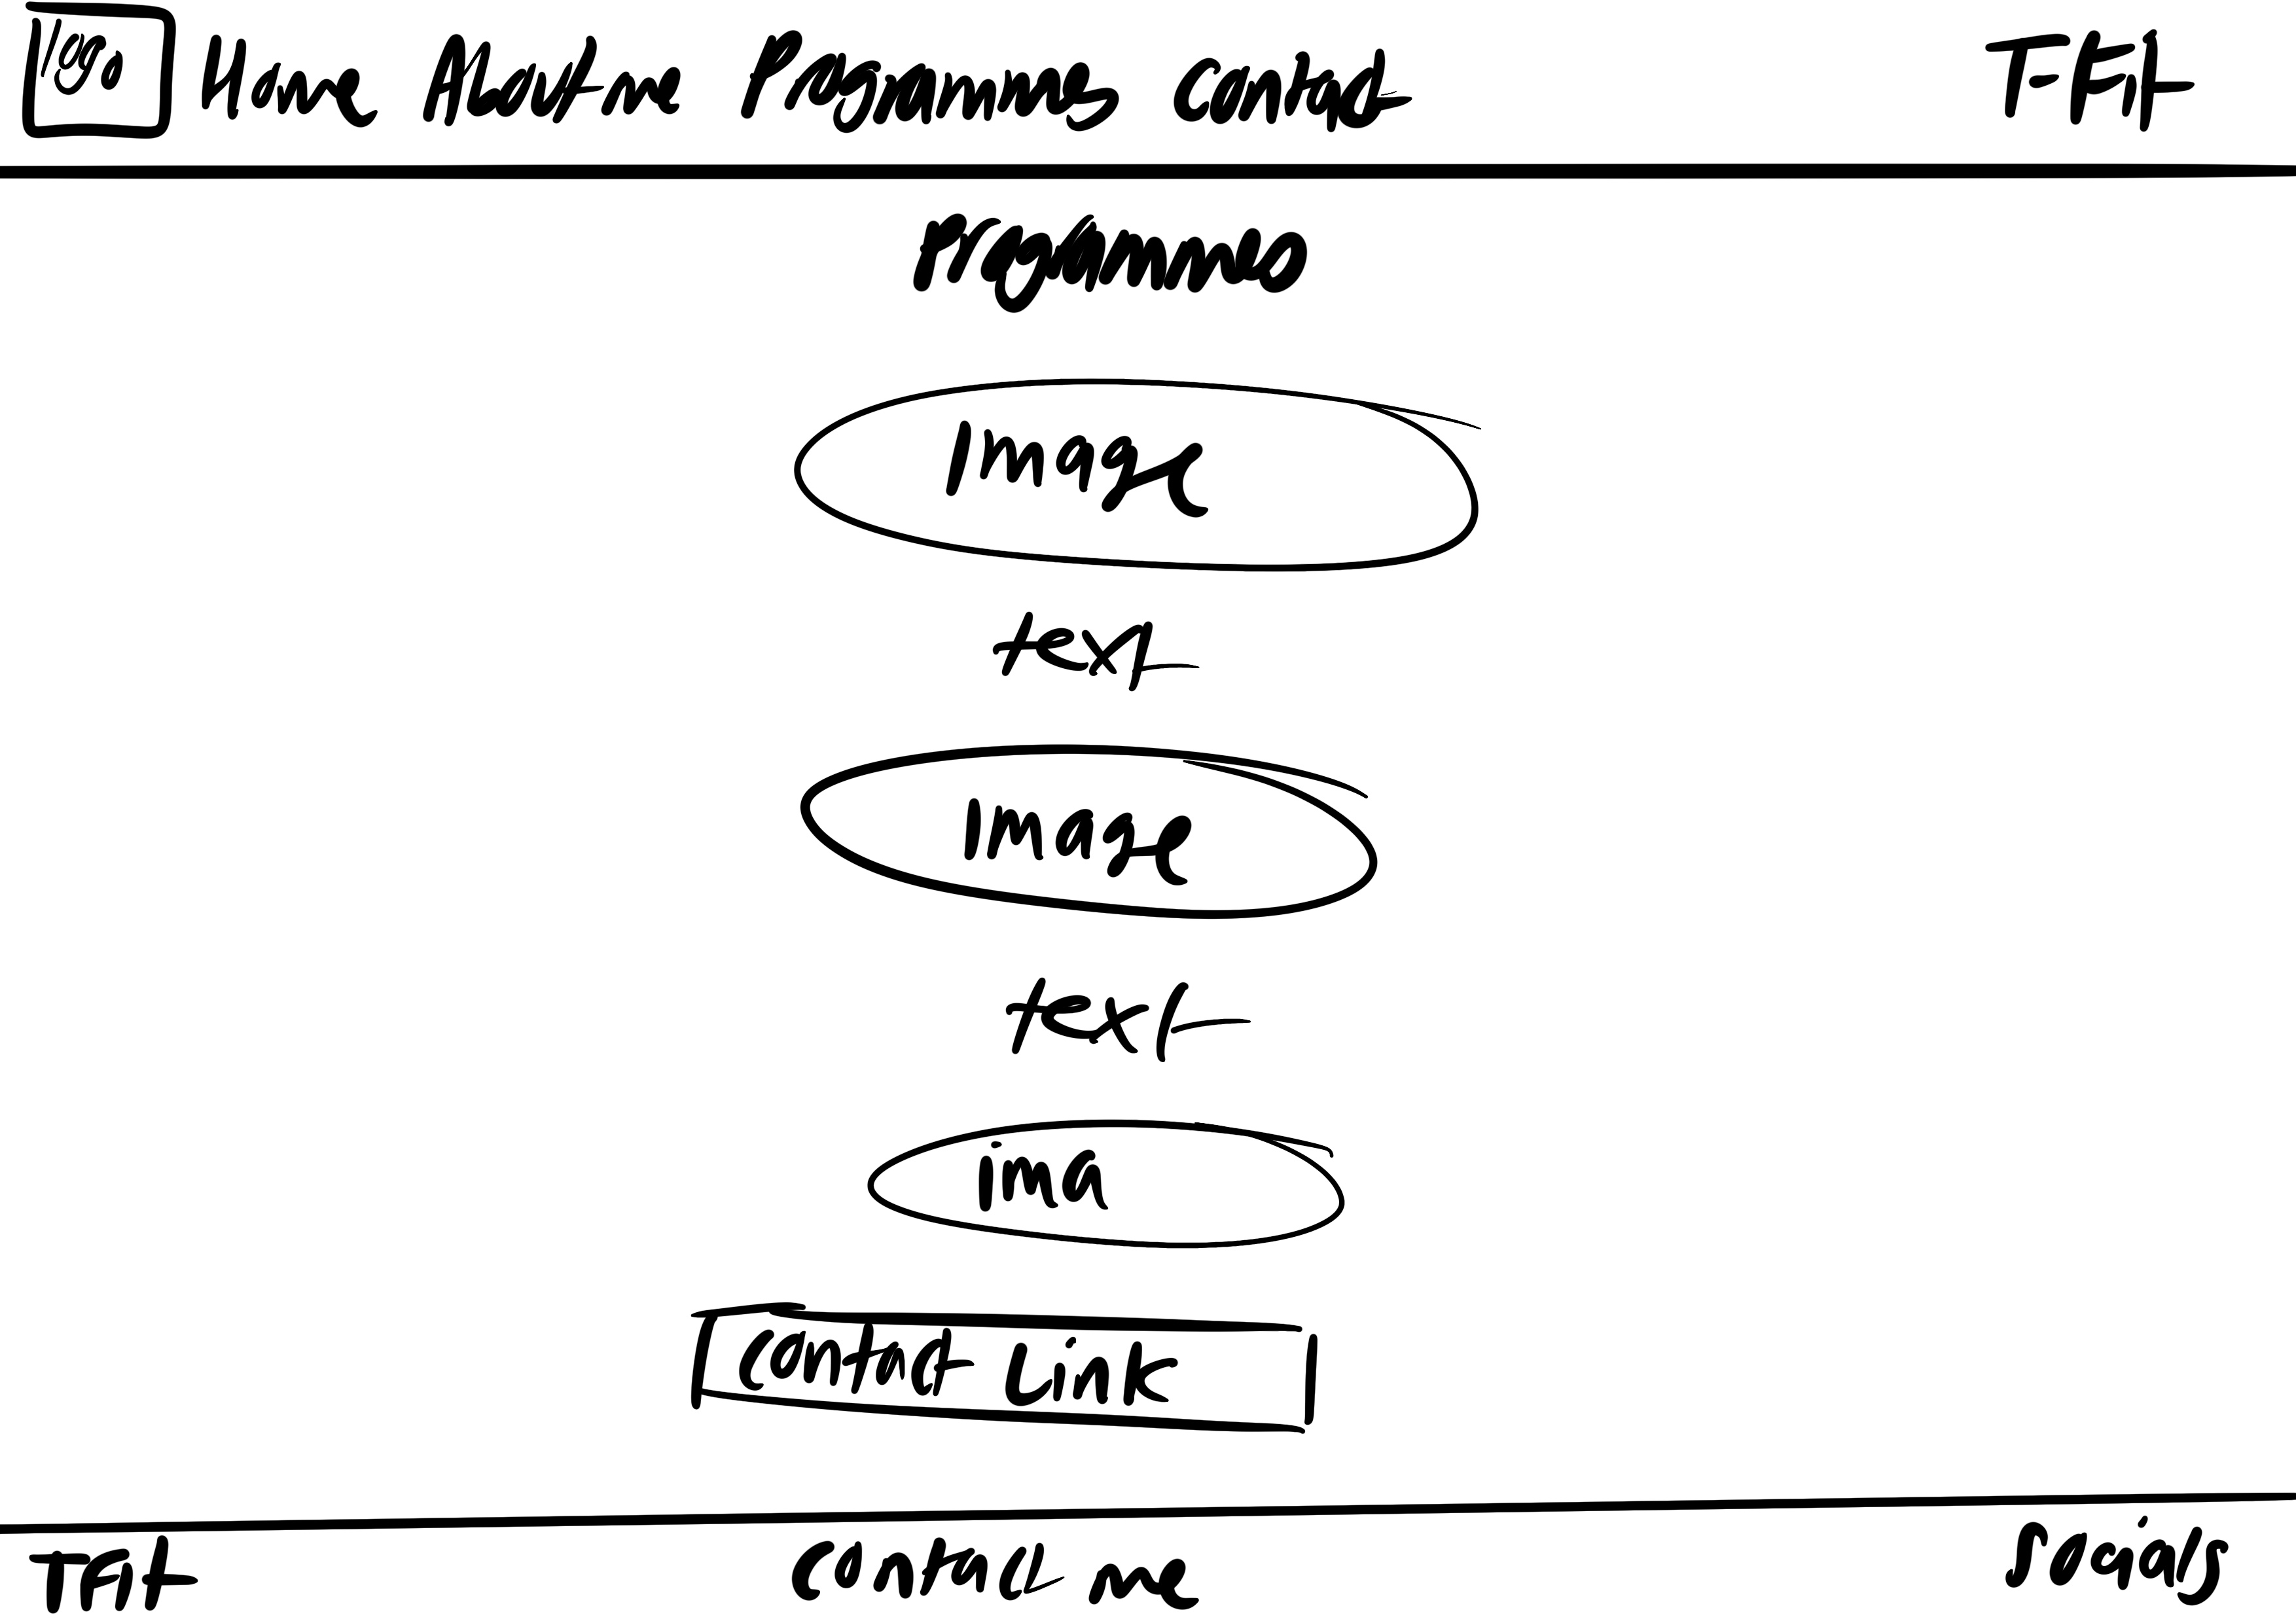 Logo Home About me Programmes Contact T-Fit
Programmes
Image
text
Image
text
ima
Contact Link
TFit Contact me Socials